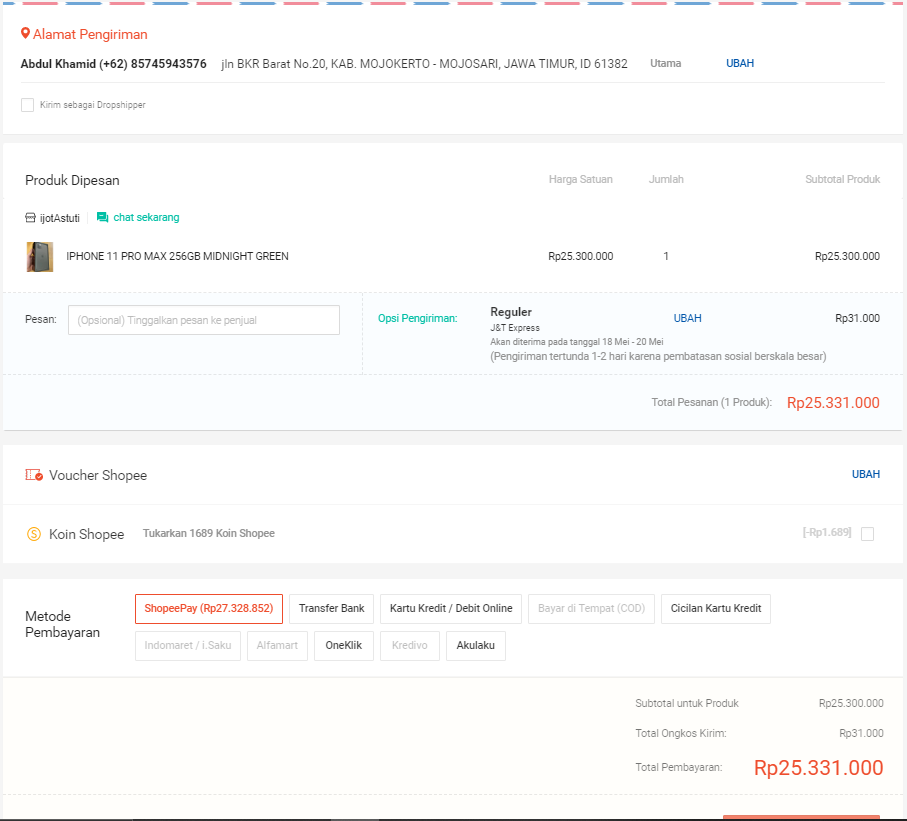 Alamat Pengiriman
Abdul Khamid (+62) 85745943576 jln BKR Barat No.20, KAB. MOJOKERTO - MOJOSARI, JAWA TIMUR, ID 61382 Utama UBAH
Kirim sebagai Dropshipper
Produk Dipesan Harga Satuan Jumlah Subtotal Produk
ijotAstuti chat sekarang
IPHONE 11 PRO MAX 256GB MIDNIGHT GREEN Rp25.300.000 1 Rp25.300.000
Pesan: (Opsional) Tinggalkan pesan ke penjual
Opsi Pengiriman: Reguler UBAH Rp31.000
J&T Express
Akan diterima pada tanggal 18 Mei - 20 Mei
(Pengiriman tertunda 1-2 hari karena pembatasan sosial berskala besar)
Total Pesanan (1 Produk): Rp25.331.000
Voucher Shopee UBAH
Koin Shopee Tukarkan 1689 Koin Shopee [-Rp1.689]
Metode Pembayaran
ShopeePay (Rp27.328.852) Transfer Bank Kartu Kredit / Debit Online Bayar di Tempat (COD) Cicilan Kartu Kredit
Indomaret / i.Saku Alfamart OneKlik Kredivo Akulaku
Subtotal untuk Produk Rp25.300.000
Total Ongkos Kirim: Rp31.000
Total Pembayaran: Rp25.331.000